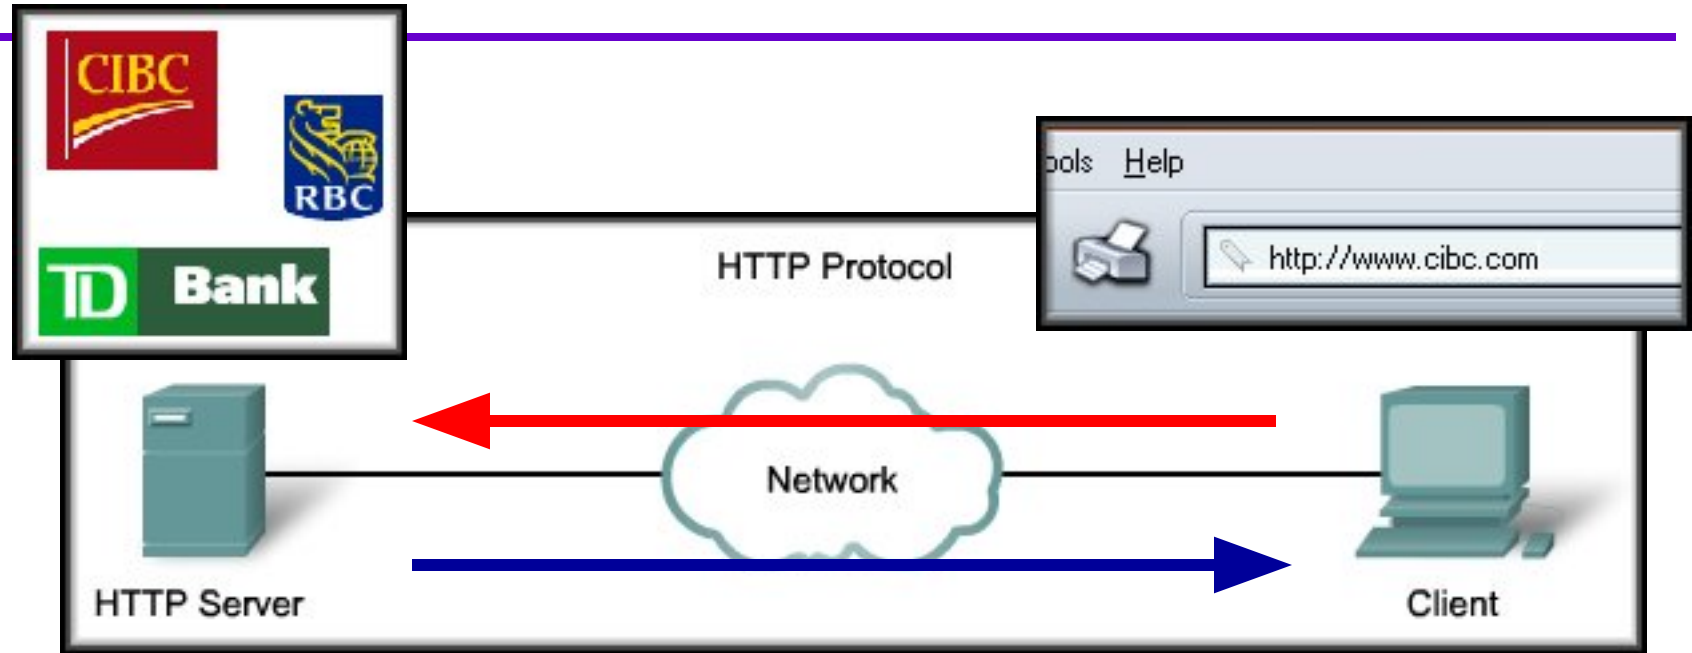 CIBC
RBC
TD Bank
ools Help
http://www.cibc.com
HTTP Protocol
Network
HTTP Server
Client